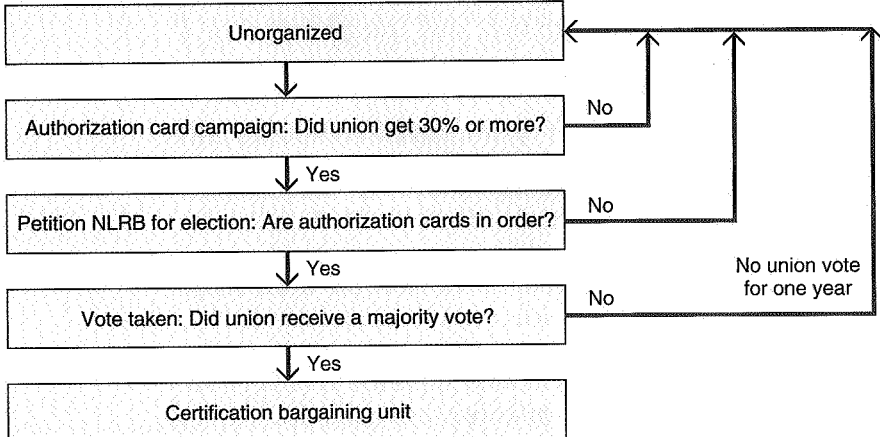 Unorganized
Authorization card campaign: Did union get 30% or more?
No
Yes
Petition NLRB for election: Are authorization cards in order?
No
Yes
No union vote
for one year
Vote taken: Did union receive a majority vote?
No
Yes
Certification bargaining unit